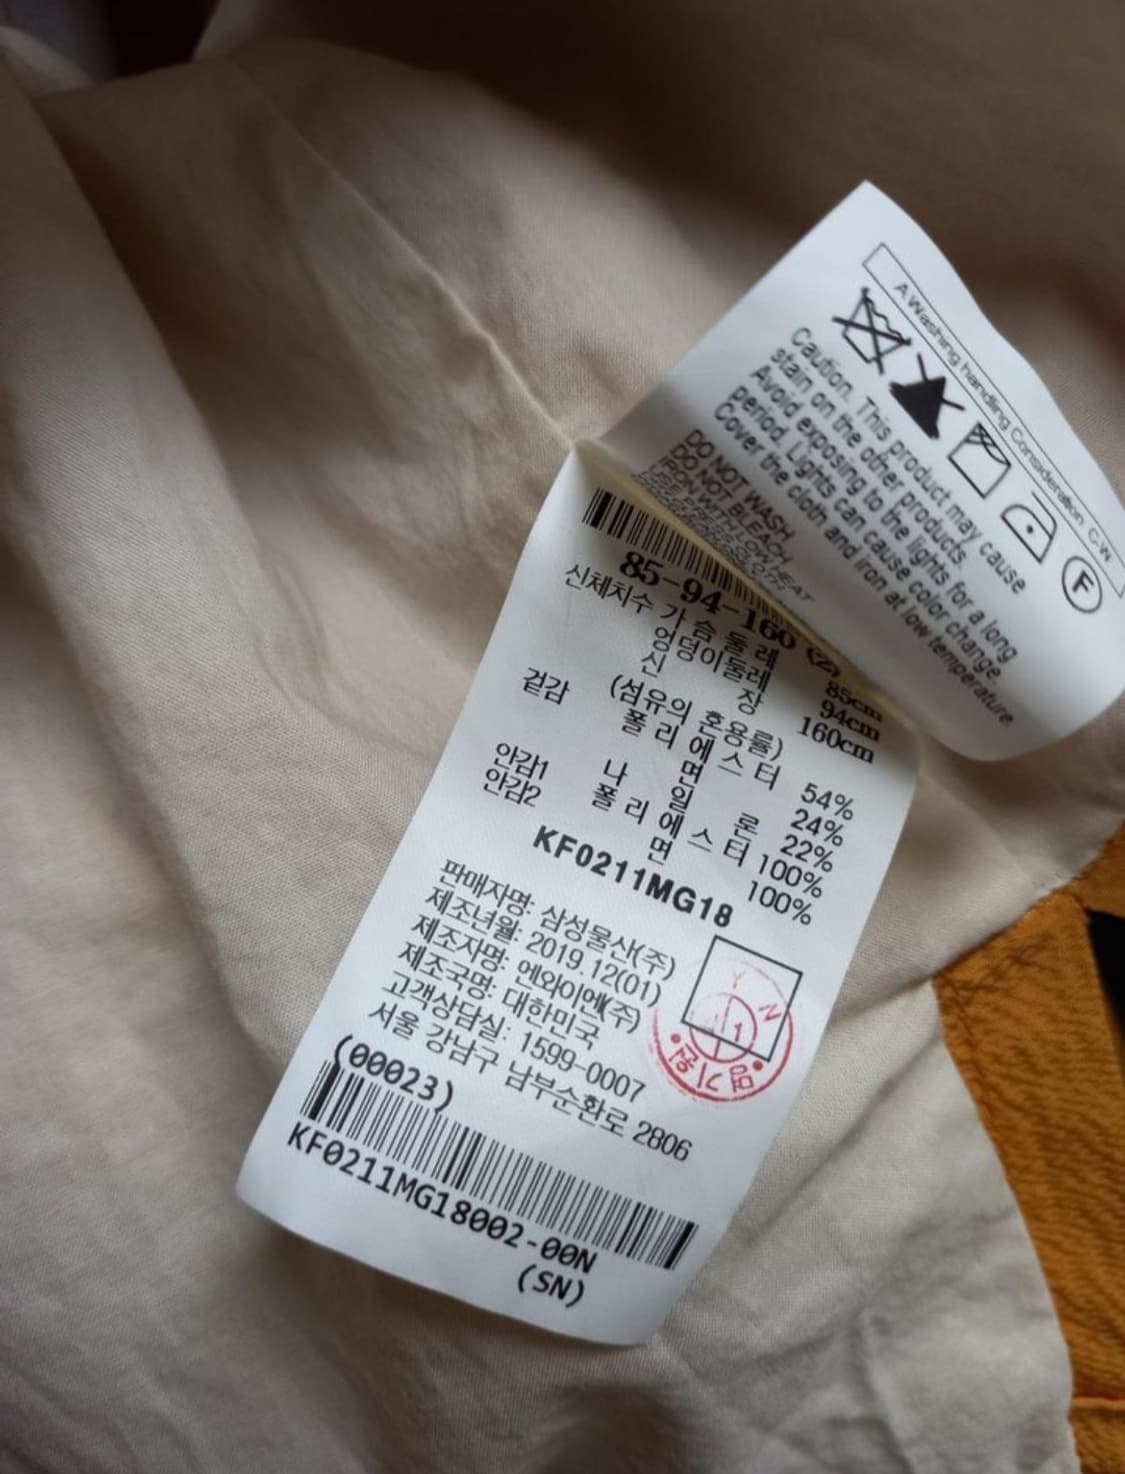 A Washing handling Consideration C-W
F
Caution. This product may cause
stain on the other products.
Avoid exposing to the lights for a long
period. Lights can cause color change.
Cover the cloth and iron at low temperature.
DO NOT WASH
DO NOT BLEACH
85-94-160 (Z)
신체치수 가슴둘레 85cm
엉덩이둘레 94cm
신 장 160cm
(섬유의 혼용률)
겉감 폴리에스터 54%
면 24%
나 일 론 22%
안감1 폴리에스터 100%
안감2 면 100%
KF0211MG18
판매자명: 삼성물산(주)
제조년월: 2019.12(01)
제조자명: 엔와이엔(주)
제조국명: 대한민국
고객상담실: 1599-0007
서울 강남구 남부순환로 2806
(00023)
Y N
1
KF0211MG18002-00N
(SN)